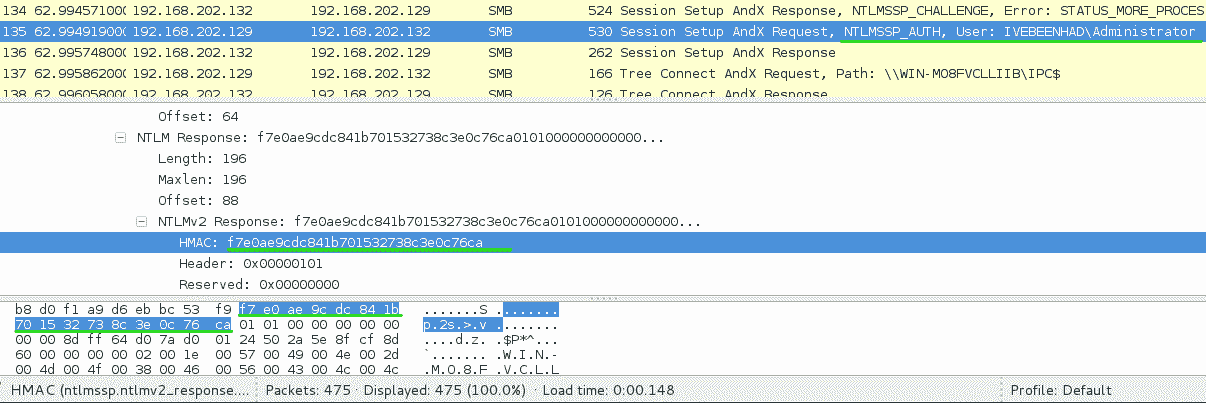 134 62.994571000 192.168.202.132 192.168.202.129 SMB 524 Session Setup AndX Response, NTLMSSP_CHALLENGE, Error: STATUS_MORE_PROCES
135 62.994919000 192.168.202.129 192.168.202.132 SMB 530 Session Setup AndX Request, NTLMSSP_AUTH, User: IVEBEENHAD\Administrator
136 62.995748000 192.168.202.132 192.168.202.129 SMB 262 Session Setup AndX Response
137 62.995862000 192.168.202.129 192.168.202.132 SMB 166 Tree Connect AndX Request, Path: \\WIN-MO8FVCLLIIB\IPC$
138 62.996058000 192.168.202.132 192.168.202.129 SMB 126 Tree Connect AndX Response
Offset: 64
NTLM Response: f7e0ae9cdc841b701532738c3e0c76ca0101000000000000...
Length: 196
Maxlen: 196
Offset: 88
NTLMv2 Response: f7e0ae9cdc841b701532738c3e0c76ca0101000000000000...
HMAC: f7e0ae9cdc841b701532738c3e0c76ca
Header: 0x00000101
Reserved: 0x00000000
b8 d0 f1 a9 d6 eb bc 53 f9 f7 e0 ae 9c dc 84 1b .......S ........
70 15 32 73 8c 3e 0c 76 ca 01 01 00 00 00 00 00 p.2s.>.v ........
00 00 8d ff 64 d0 7a d0 01 24 50 2a 5e 8f cf 8d ....d.z. .$P*^...
60 00 00 00 00 02 00 1e 00 57 00 49 00 4e 00 2d `....... .W.I.N.-
00 4d 00 4f 00 38 00 46 00 56 00 43 00 4c 00 4c .M.O.8.F .V.C.L.L
HMAC (ntlmssp.ntlmv2_response.... Packets: 475 · Displayed: 475 (100.0%) · Load time: 0:00.148 Profile: Default